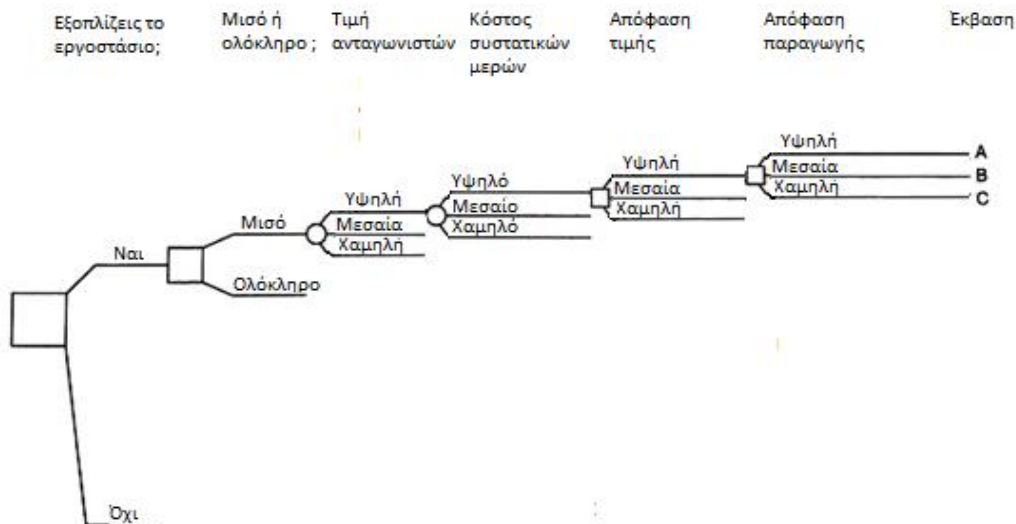 Εξοπλίζεις το
εργοστάσιο;
Μισό ή
ολόκληρο ;
Τιμή
ανταγωνιστών
Κόστος
συστατικών
μερών
Απόφαση
τιμής
Απόφαση
παραγωγής
Έκβαση
Υψηλή
A
Μεσαία
B
Χαμηλή
C
Υψηλή
Μεσαία
Χαμηλή
Υψηλό
Μεσαίο
Χαμηλό
Υψηλή
Μεσαία
Χαμηλή
Μισό
Ολόκληρο
Ναι
Όχι